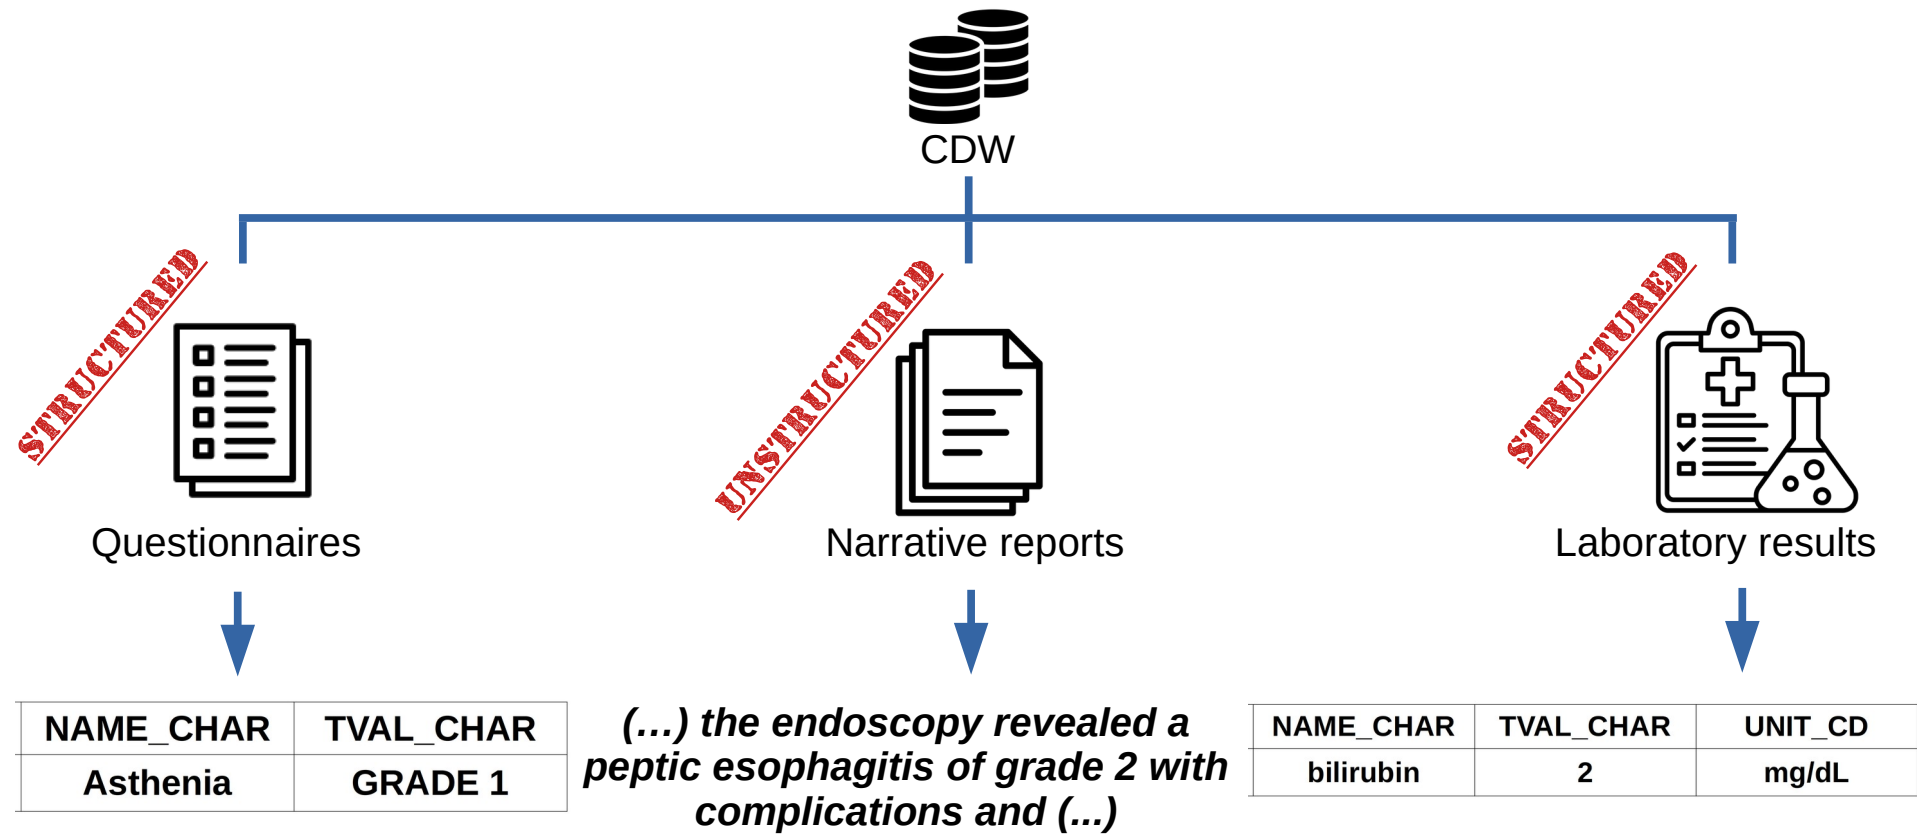 CDW
STRUCTURED
UNSTRUCTURED
STRUCTURED
Questionnaires
Narrative reports
Laboratory results
NAME_CHAR TVAL_CHAR
Asthenia GRADE 1
(...) the endoscopy revealed a
peptic esophagitis of grade 2 with
complications and (...)
NAME_CHAR TVAL_CHAR UNIT_CD
bilirubin 2 mg/dL